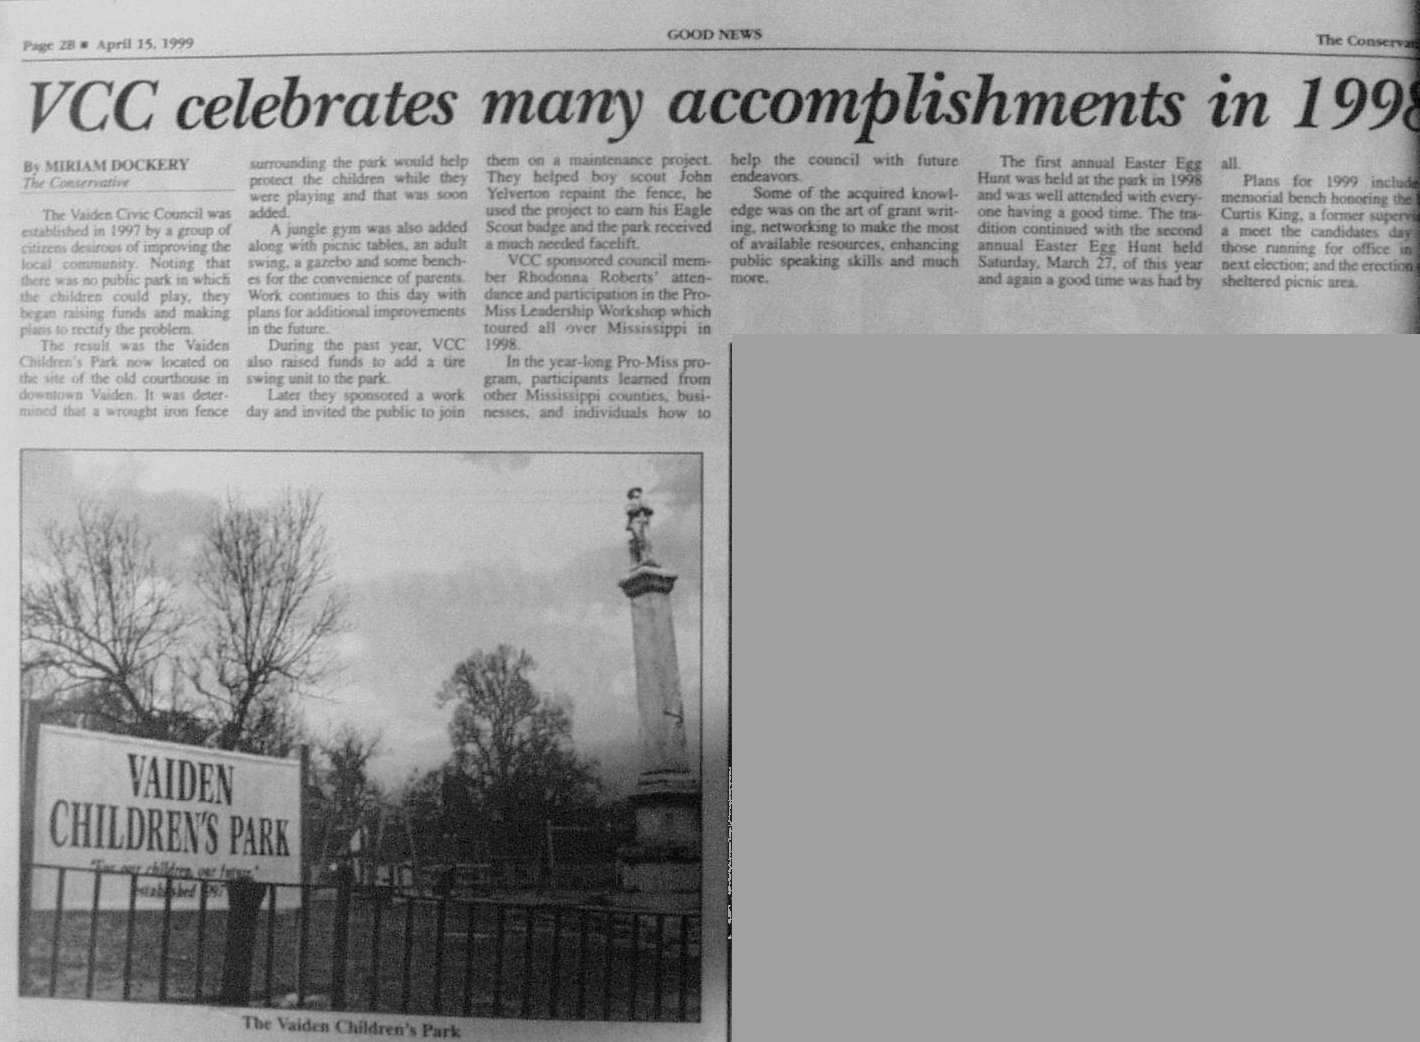 Page 2B ■ April 15, 1999
GOOD NEWS
The
VCC celebrates many accomplishments in 1998
By MIRIAM DOCKERY
The Conservative
The Vaiden Civic Council was
established in 1997 by a group of
citizens desirous of improving the
local community. Noting that
there was no public park in which
the children could play, they
began raising funds and making
plans to rectify the problem.
The result was the Vaiden
Children's Park now located on
the site of the old courthouse in
downtown Vaiden. It was deter-
mined that a wrought iron fence
surrounding the park would help
protect the children while they
were playing and that was soon
added.
A jungle gym was also added
along with picnic tables, an adult
swing, a gazebo and some bench-
es for the convenience of parents.
Work continues to this day with
plans for additional improvements
in the future.
During the past year, VCC
also raised funds to add a tire
swing unit to the park.
Later they sponsored a work
day and invited the public to join
them on a maintenance project.
They helped boy scout John
Yelverton repaint the fence, he
used the project to earn his Eagle
Scout badge and the park received
a much needed facelift.
VCC sponsored council mem-
ber Rhodonna Roberts' atten-
dance and participation in the Pro-
Miss Leadership Workshop which
toured all over Mississippi in
1998.
In the year-long Pro-Miss pro-
gram, participants learned from
other Mississippi counties, busi-
nesses, and individuals how to
help the council with future
endeavors.
Some of the acquired knowl-
edge was on the art of grant writ-
ing, networking to make the most
of available resources, enhancing
public speaking skills and much
more.
The first annual Easter Egg
Hunt was held at the park in 1998
and was well attended with every-
one having a good time. The tra-
dition continued with the second
annual Easter Egg Hunt held
Saturday, March 27, of this year
and again a good time was had by
all.
Plans for 1999 include
memorial bench honoring the
Curtis King, a former
a meet the candidates day
those running for office in
next election; and the erection
sheltered picnic area.
VAIDEN
CHILDREN'S PARK
"For our children, our future."
established 1997
The Vaiden Children's Park